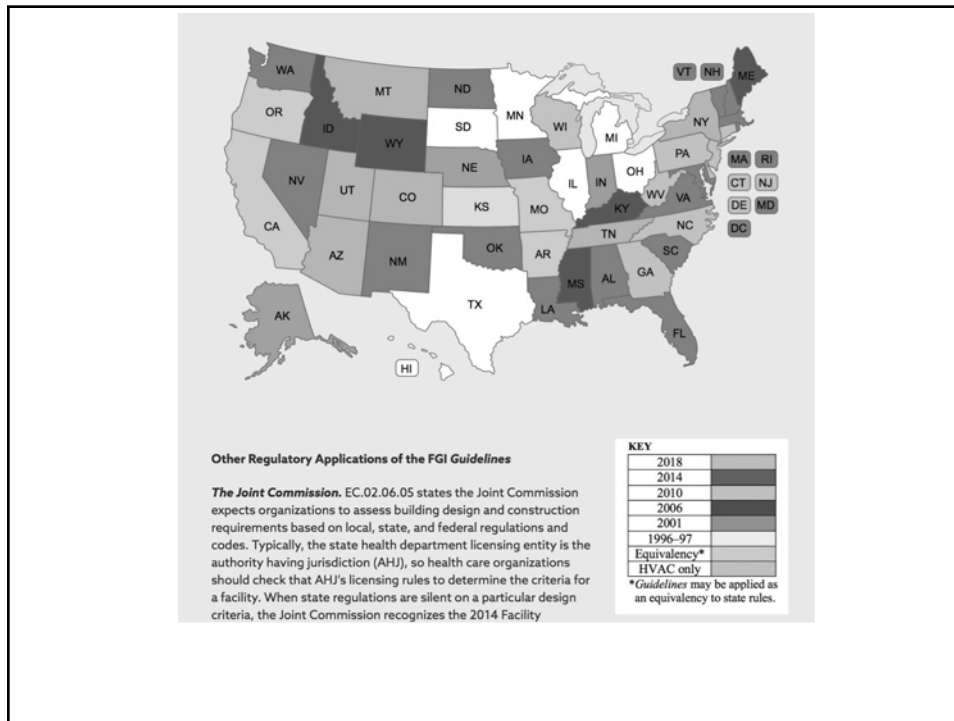 WA
MT
ND
MN
VT NH
ME
OR
ID
SD
WI
MI
NY
WY
IA
PA
MA RI
NE
OH
NV
IL
IN
CT NJ
UT
CO
WV
VA
DE MD
KS
MO
KY
CA
NC
DC
TN
OK
AR
SC
AZ
NM
GA
MS
AL
TX
LA
AK
FL
HI
Other Regulatory Applications of the FGI Guidelines
The Joint Commission. EC.02.06.05 states the Joint Commission
expects organizations to assess building design and construction
requirements based on local, state, and federal regulations and
codes. Typically, the state health department licensing entity is the
authority having jurisdiction (AHJ), so health care organizations
should check that AHJ's licensing rules to determine the criteria for
a facility. When state regulations are silent on a particular design
criteria, the Joint Commission recognizes the 2014 Facility
KEY
2018
2014
2010
2006
2001
1996–97
Equivalency*
HVAC only
*Guidelines may be applied as
an equivalency to state rules.